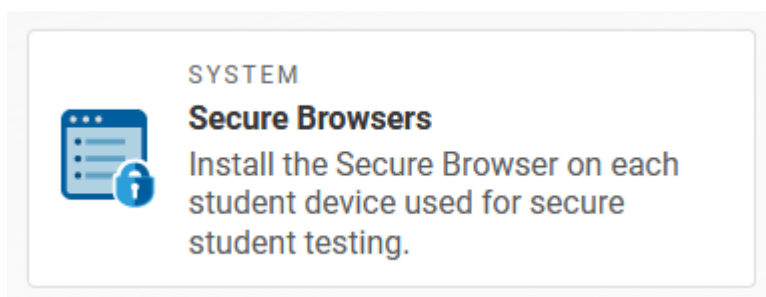 SYSTEM
Secure Browsers
Install the Secure Browser on each
student device used for secure
student testing.